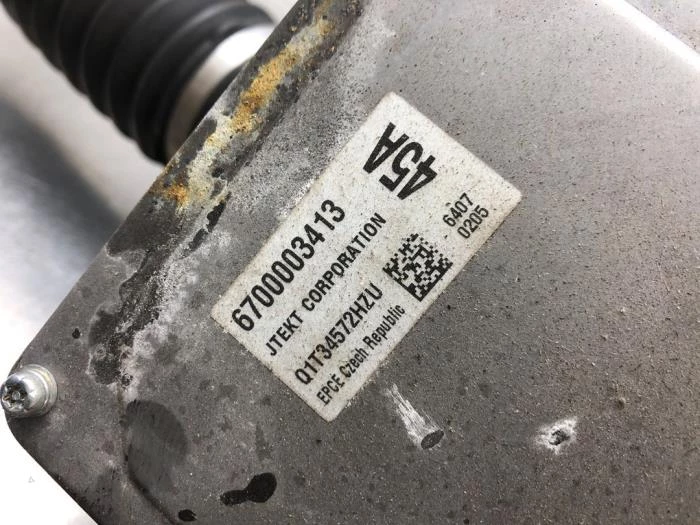 45A
6700003413
JTEKT CORPORATION
Q1T34572HZU
EPCE Czech Republic
6407
0205